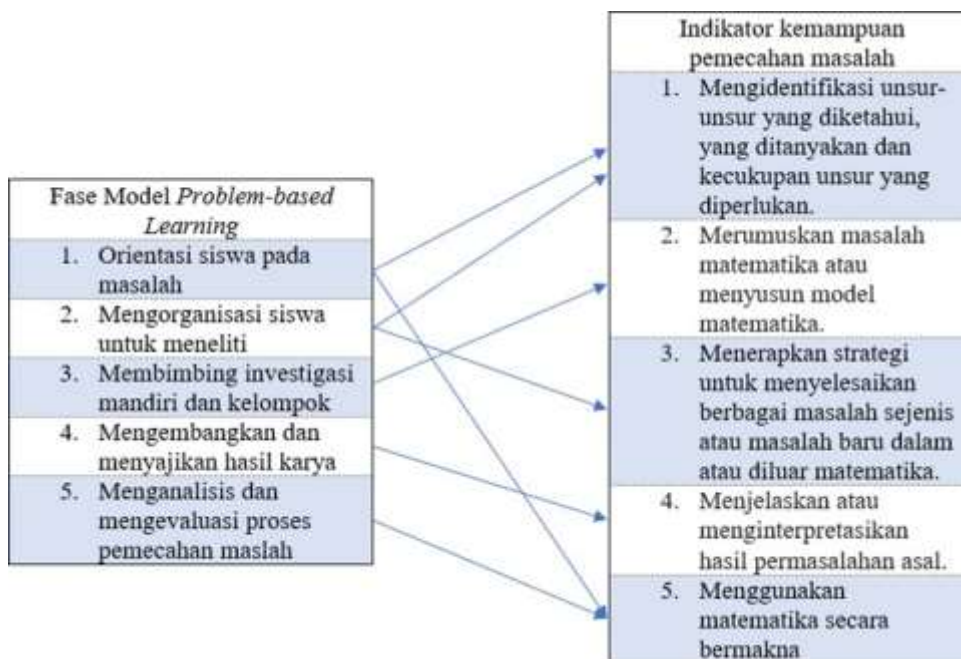 Fase Model Problem-based
Learning
1. Orientasi siswa pada
masalah
2. Mengorganisasi siswa
untuk meneliti
3. Membimbing investigasi
mandiri dan kelompok
4. Mengembangkan dan
menyajikan hasil karya
5. Menganalisis dan
mengevaluasi proses
pemecahan maslah
Indikator kemampuan
pemecahan masalah
1. Mengidentifikasi unsur-
unsur yang diketahui,
yang ditanyakan dan
kecukupan unsur yang
diperlukan.
2. Merumuskan masalah
matematika atau
menyusun model
matematika.
3. Menerapkan strategi
untuk menyelesaikan
berbagai masalah sejenis
atau masalah baru dalam
atau diluar matematika.
4. Menjelaskan atau
menginterpretasikan
hasil permasalahan asal.
5. Menggunakan
matematika secara
bermakna